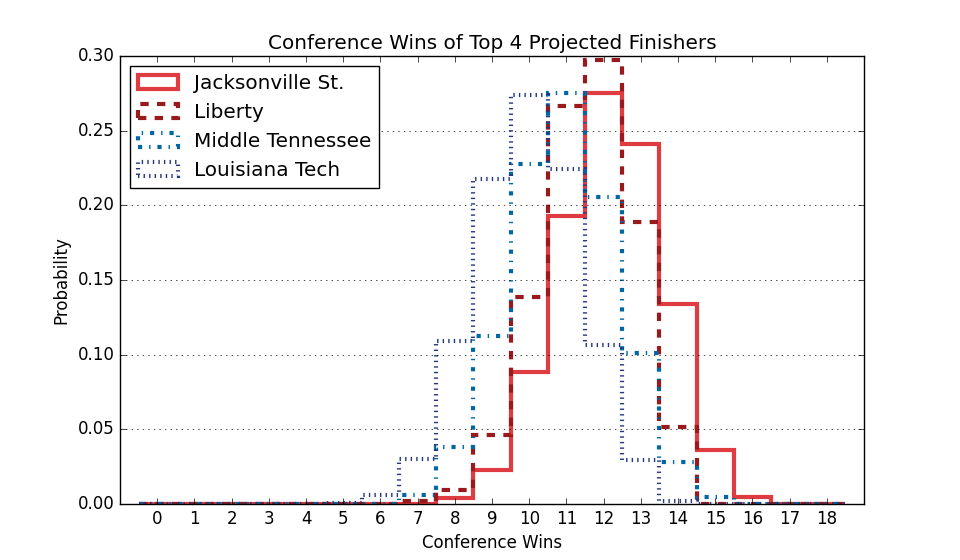 Conference Wins of Top 4 Projected Finishers
0.30
0.25
0.20
0.15
0.10
0.05
0.00
Probability
Jacksonville St.
Liberty
Middle Tennessee
Louisiana Tech
0 1 2 3 4 5 6 7 8 9 10 11 12 13 14 15 16 17 18
Conference Wins